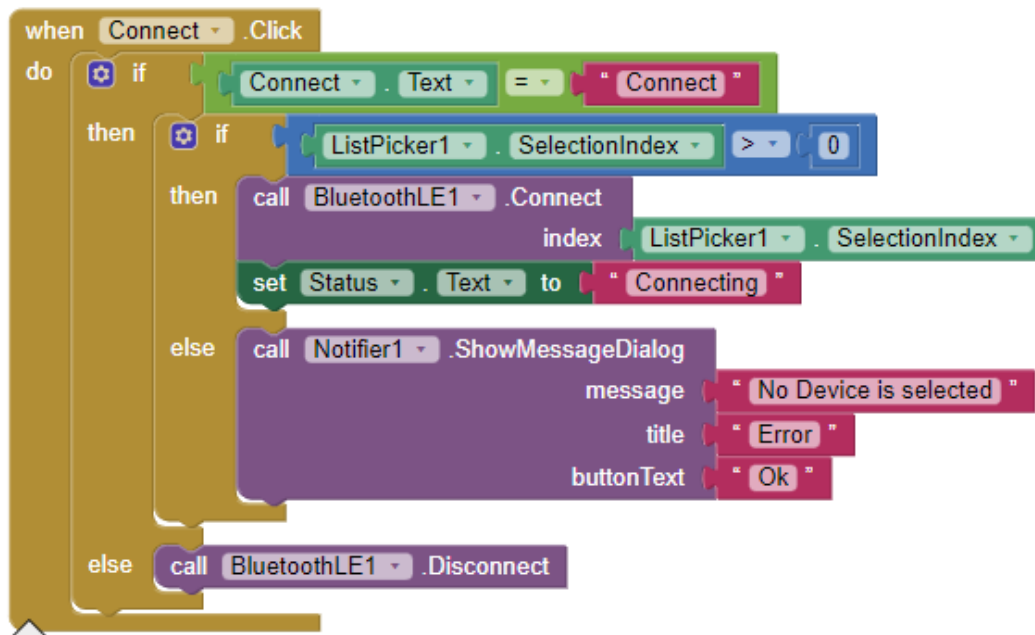 when Connect .Click
do if Connect . Text = " Connect "
then if ListPicker1 . SelectionIndex > 0
then call BluetoothLE1 .Connect
index ListPicker1 . SelectionIndex
set Status . Text to " Connecting "
else call Notifier1 .ShowMessageDialog
message " No Device is selected "
title " Error "
buttonText " Ok "
else call BluetoothLE1 .Disconnect